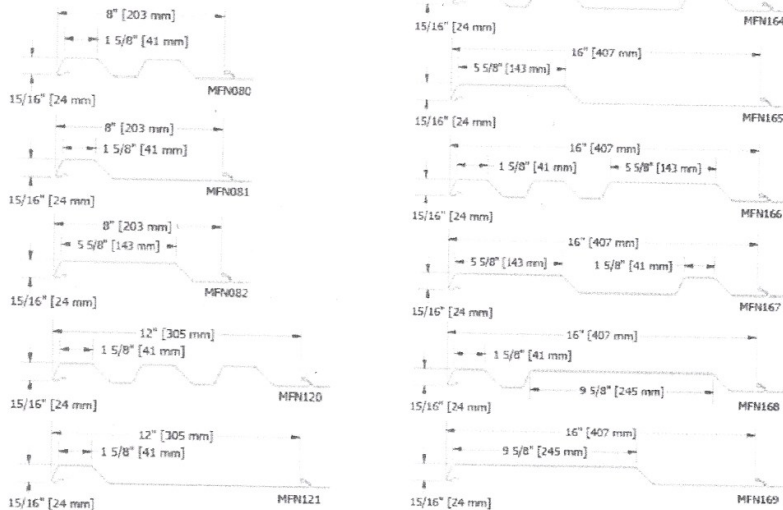 8" [203 mm]
1 5/8" [41 mm]
15/16" [24 mm]
MFN080
8" [203 mm]
1 5/8" [41 mm]
15/16" [24 mm]
MFN081
8" [203 mm]
5 5/8" [143 mm]
15/16" [24 mm]
MFN082
12" [305 mm]
1 5/8" [41 mm]
15/16" [24 mm]
MFN120
12" [305 mm]
1 5/8" [41 mm]
15/16" [24 mm]
MFN121
MFN164
15/16" [24 mm]
16" [407 mm]
5 5/8" [143 mm]
MFN165
15/16" [24 mm]
16" [407 mm]
1 5/8" [41 mm] 5 5/8" [143 mm]
MFN166
15/16" [24 mm]
16" [407 mm]
5 5/8" [143 mm] 1 5/8" [41 mm]
MFN167
15/16" [24 mm]
16" [407 mm]
1 5/8" [41 mm]
9 5/8" [245 mm]
MFN168
15/16" [24 mm]
16" [407 mm]
9 5/8" [245 mm]
MFN169
15/16" [24 mm]